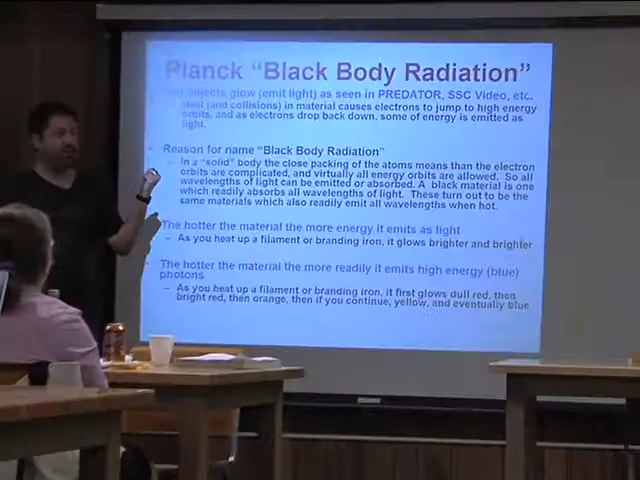 Planck “Black Body Radiation”
objects glow (emit light) as seen in PREDATOR, SSC Video, etc.
Heat (and collisions) in material causes electrons to jump to high energy
orbits, and as electrons drop back down, some of energy is emitted as
light.
Reason for name “Black Body Radiation”
– In a “solid” body the close packing of the atoms means than the electron
orbits are complicated, and virtually all energy orbits are allowed. So all
wavelengths of light can be emitted or absorbed. A black material is one
which readily absorbs all wavelengths of light. These turn out to be the
same materials which also readily emit all wavelengths when hot.
The hotter the material the more energy it emits as light
– As you heat up a filament or branding iron, it glows brighter and brighter
The hotter the material the more readily it emits high energy (blue)
photons
– As you heat up a filament or branding iron, it first glows dull red, then
bright red, then orange, then if you continue, yellow, and eventually blue